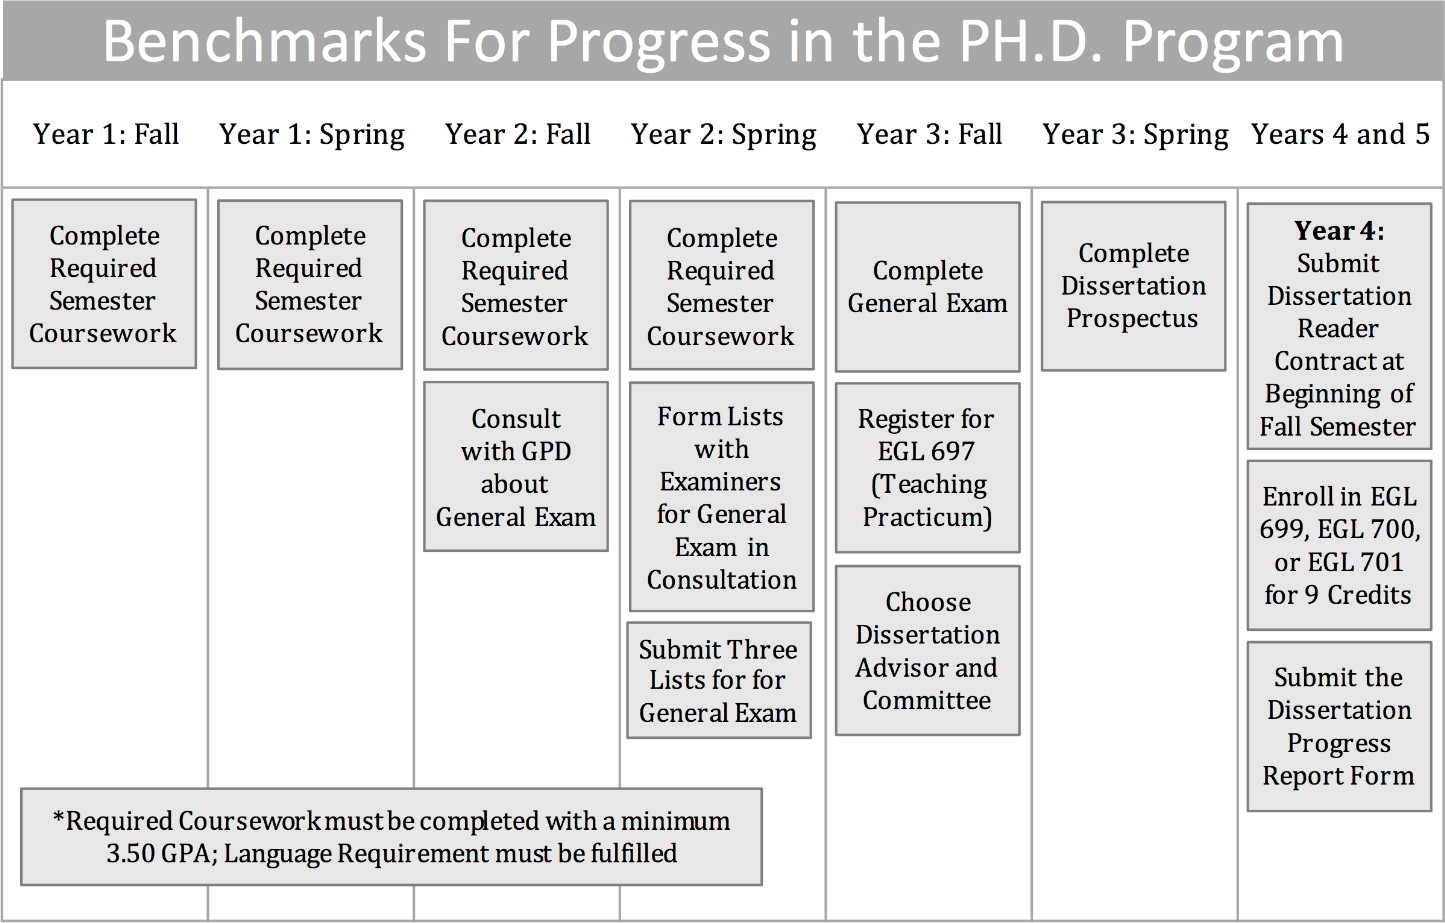 Benchmarks For Progress in the PH.D. Program
Year 1: Fall
Year 1: Spring
Year 2: Fall
Year 2: Spring
Year 3: Fall
Year 3: Spring
Years 4 and 5
Complete
Required
Semester
Coursework
Complete
Required
Semester
Coursework
Complete
Required
Semester
Coursework
Consult
with GPD
about
General Exam
Complete
Required
Semester
Coursework
Form Lists
with
Examiners
for General
Exam in
Consultation
Submit Three
Lists for for
General Exam
Complete
General Exam
Register for
EGL 697
(Teaching
Practicum)
Choose
Dissertation
Advisor and
Committee
Complete
Dissertation
Prospectus
Year 4:
Submit
Dissertation
Reader
Contract at
Beginning of
Fall Semester
Enroll in EGL
699, EGL 700,
or EGL 701
for 9 Credits
Submit the
Dissertation
Progress
Report Form
*Required Coursework must be completed with a minimum
3.50 GPA; Language Requirement must be fulfilled